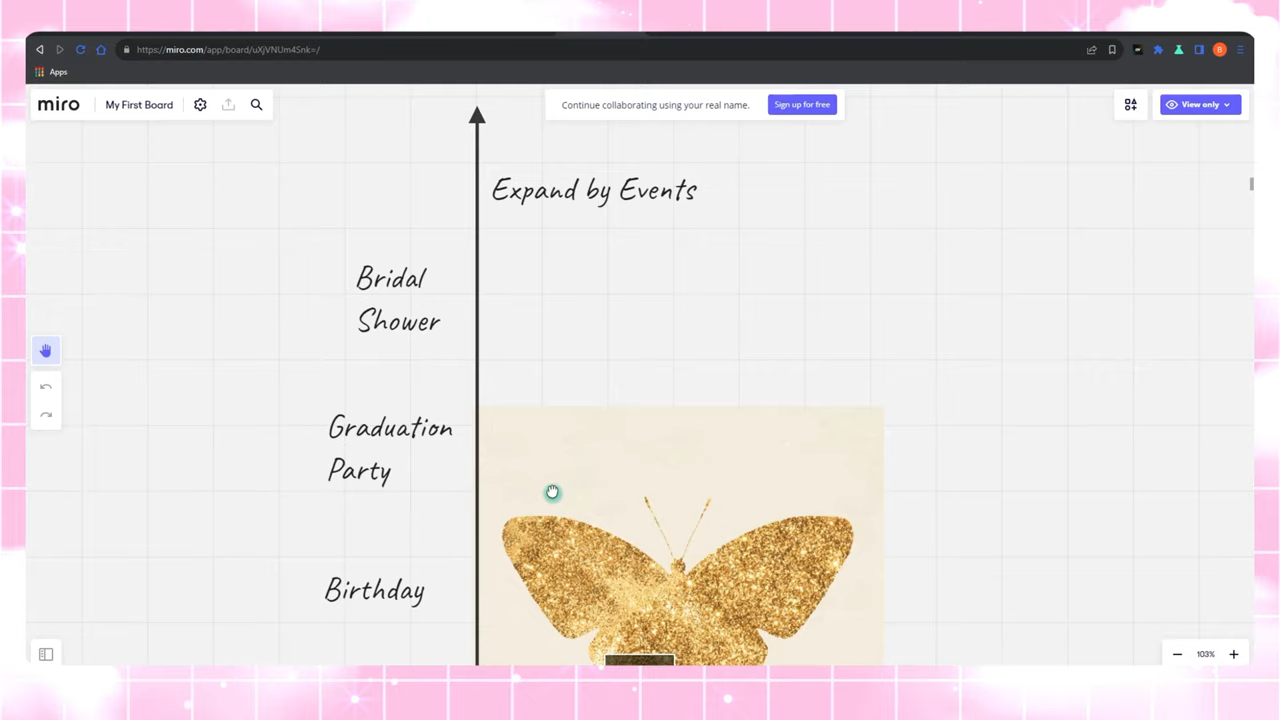 https://miro.com/app/board/uXjVNUm4Snk=/
B
Apps
miro
My First Board
Continue collaborating using your real name.
Sign up for free
View only
Expand by Events
Bridal
Shower
Graduation
Party
Birthday
103%